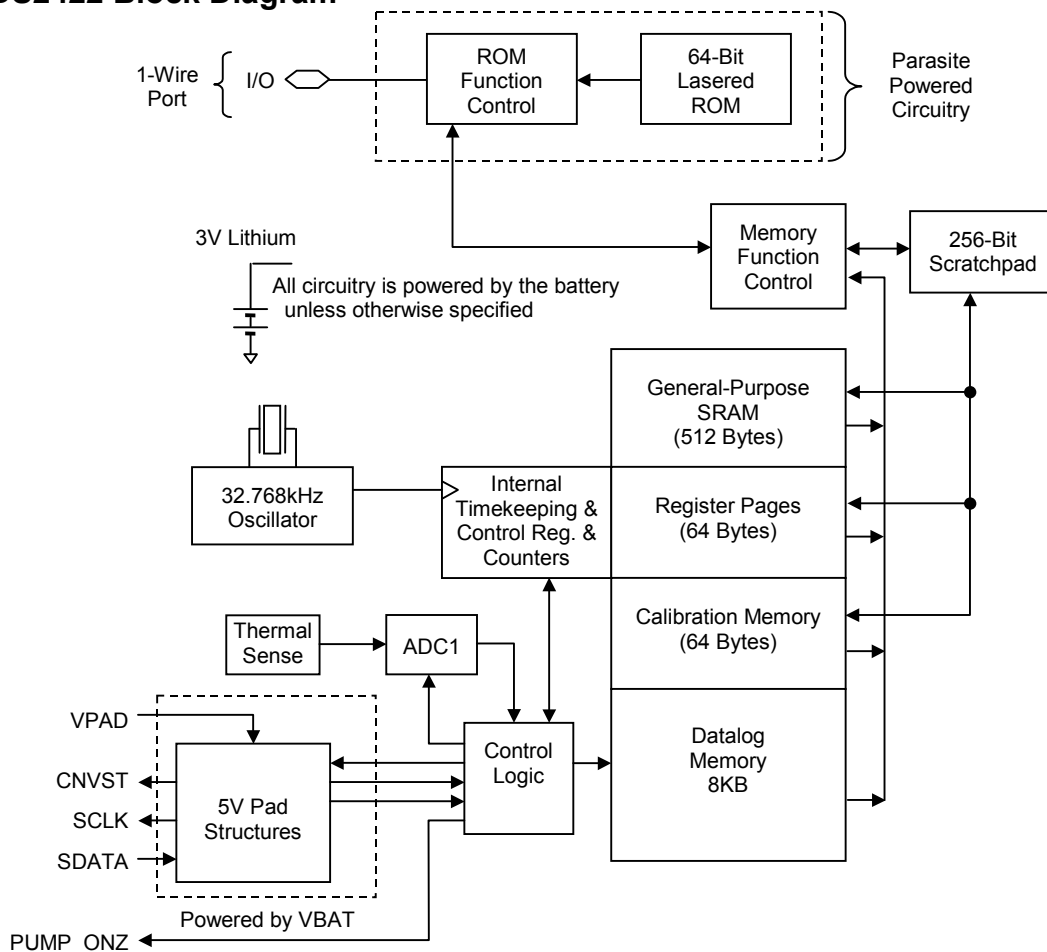 Block Diagram
1-Wire
Port
I/O
ROM
Function
Control
64-Bit
Lasered
ROM
Parasite
Powered
Circuitry
3V Lithium
All circuitry is powered by the battery
unless otherwise specified
Memory
Function
Control
256-Bit
Scratchpad
General-Purpose
SRAM
(512 Bytes)
32.768kHz
Oscillator
Internal
Timekeeping &
Control Reg. &
Counters
Register Pages
(64 Bytes)
Thermal
Sense
ADC1
Calibration Memory
(64 Bytes)
VPAD
CNVST
SCLK
SDATA
5V Pad
Structures
Control
Logic
Datalog
Memory
8KB
Powered by VBAT
PUMP_ONZ